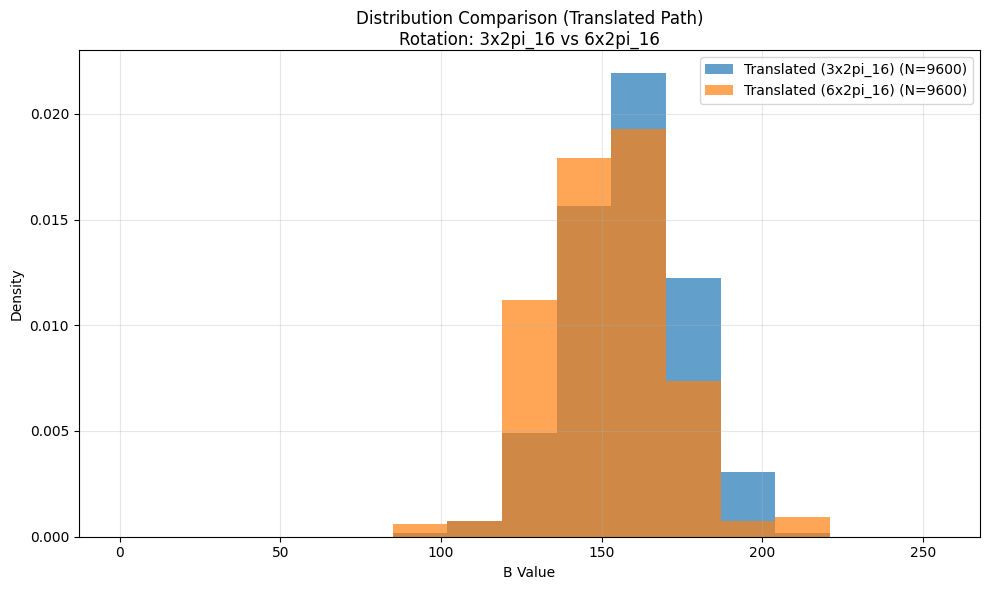 Distribution Comparison (Translated Path)
Rotation: 3x2pi_16 vs 6x2pi_16
Translated (3x2pi_16) (N=9600)
Translated (6x2pi_16) (N=9600)
Density
0.020
0.015
0.010
0.005
0.000
0 50 100 150 200 250
B Value